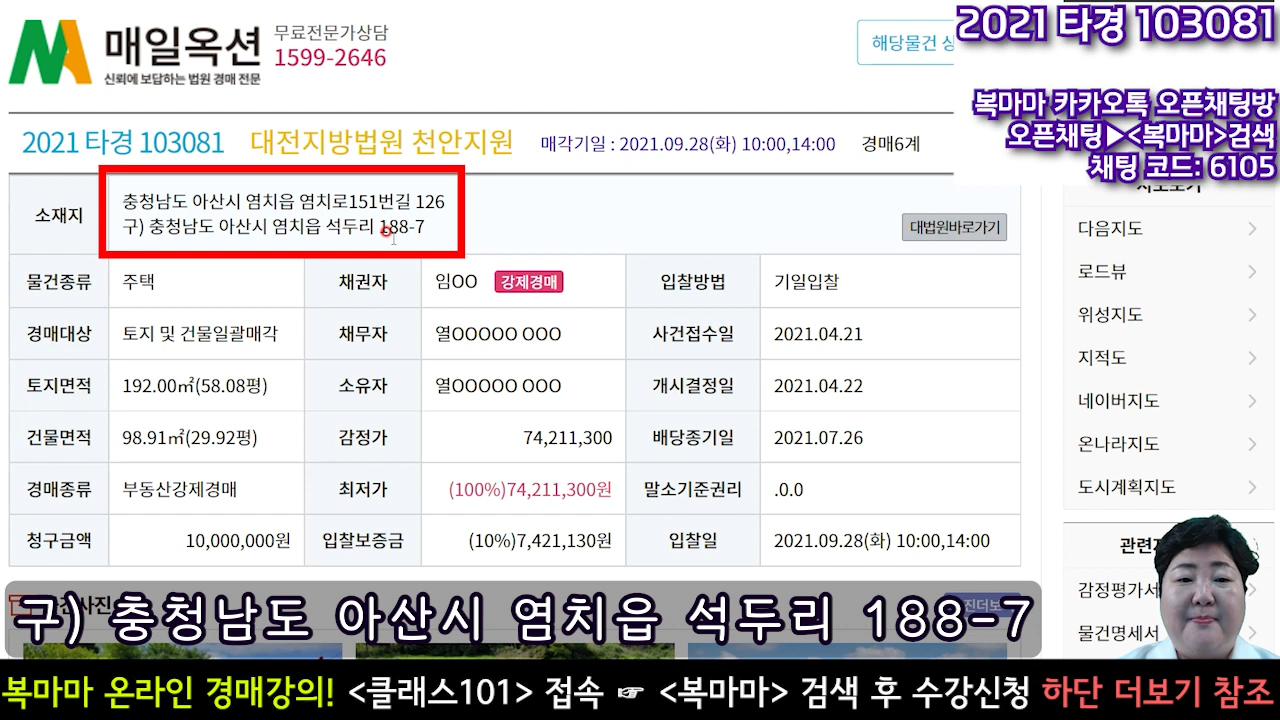 매일옥션
신뢰에 보답하는 법원 경매 전문
무료전문가상담
1599-2646
해당물건 상
2021 타경 103081
복마마 카카오톡 오픈채팅방
오픈채팅▶<복마마>검색
채팅 코드: 6105
2021 타경 103081 대전지방법원 천안지원 매각기일 : 2021.09.28(화) 10:00,14:00 경매6계
소재지 충청남도 아산시 염치읍 염치로151번길 126
구) 충청남도 아산시 염치읍 석두리 188-7
대법원바로가기
물건종류 주택 채권자 임OO 강제경매 입찰방법 기일입찰
경매대상 토지 및 건물일괄매각 채무자 열OOOOO OOO 사건접수일 2021.04.21
토지면적 192.00㎡(58.08평) 소유자 열OOOOO OOO 개시결정일 2021.04.22
건물면적 98.91㎡(29.92평) 감정가 74,211,300 배당종기일 2021.07.26
경매종류 부동산강제경매 최저가 (100%)74,211,300원 말소기준권리 .0.0
청구금액 10,000,000원 입찰보증금 (10%)7,421,130원 입찰일 2021.09.28(화) 10:00,14:00
다음지도
로드뷰
위성지도
지적도
네이버지도
온나라지도
도시계획지도
감정평가서
물건명세서
구) 충청남도 아산시 염치읍 석두리 188-7
복마마 온라인 경매강의! <클래스101> 접속 ☞ <복마마> 검색 후 수강신청 하단 더보기 참조